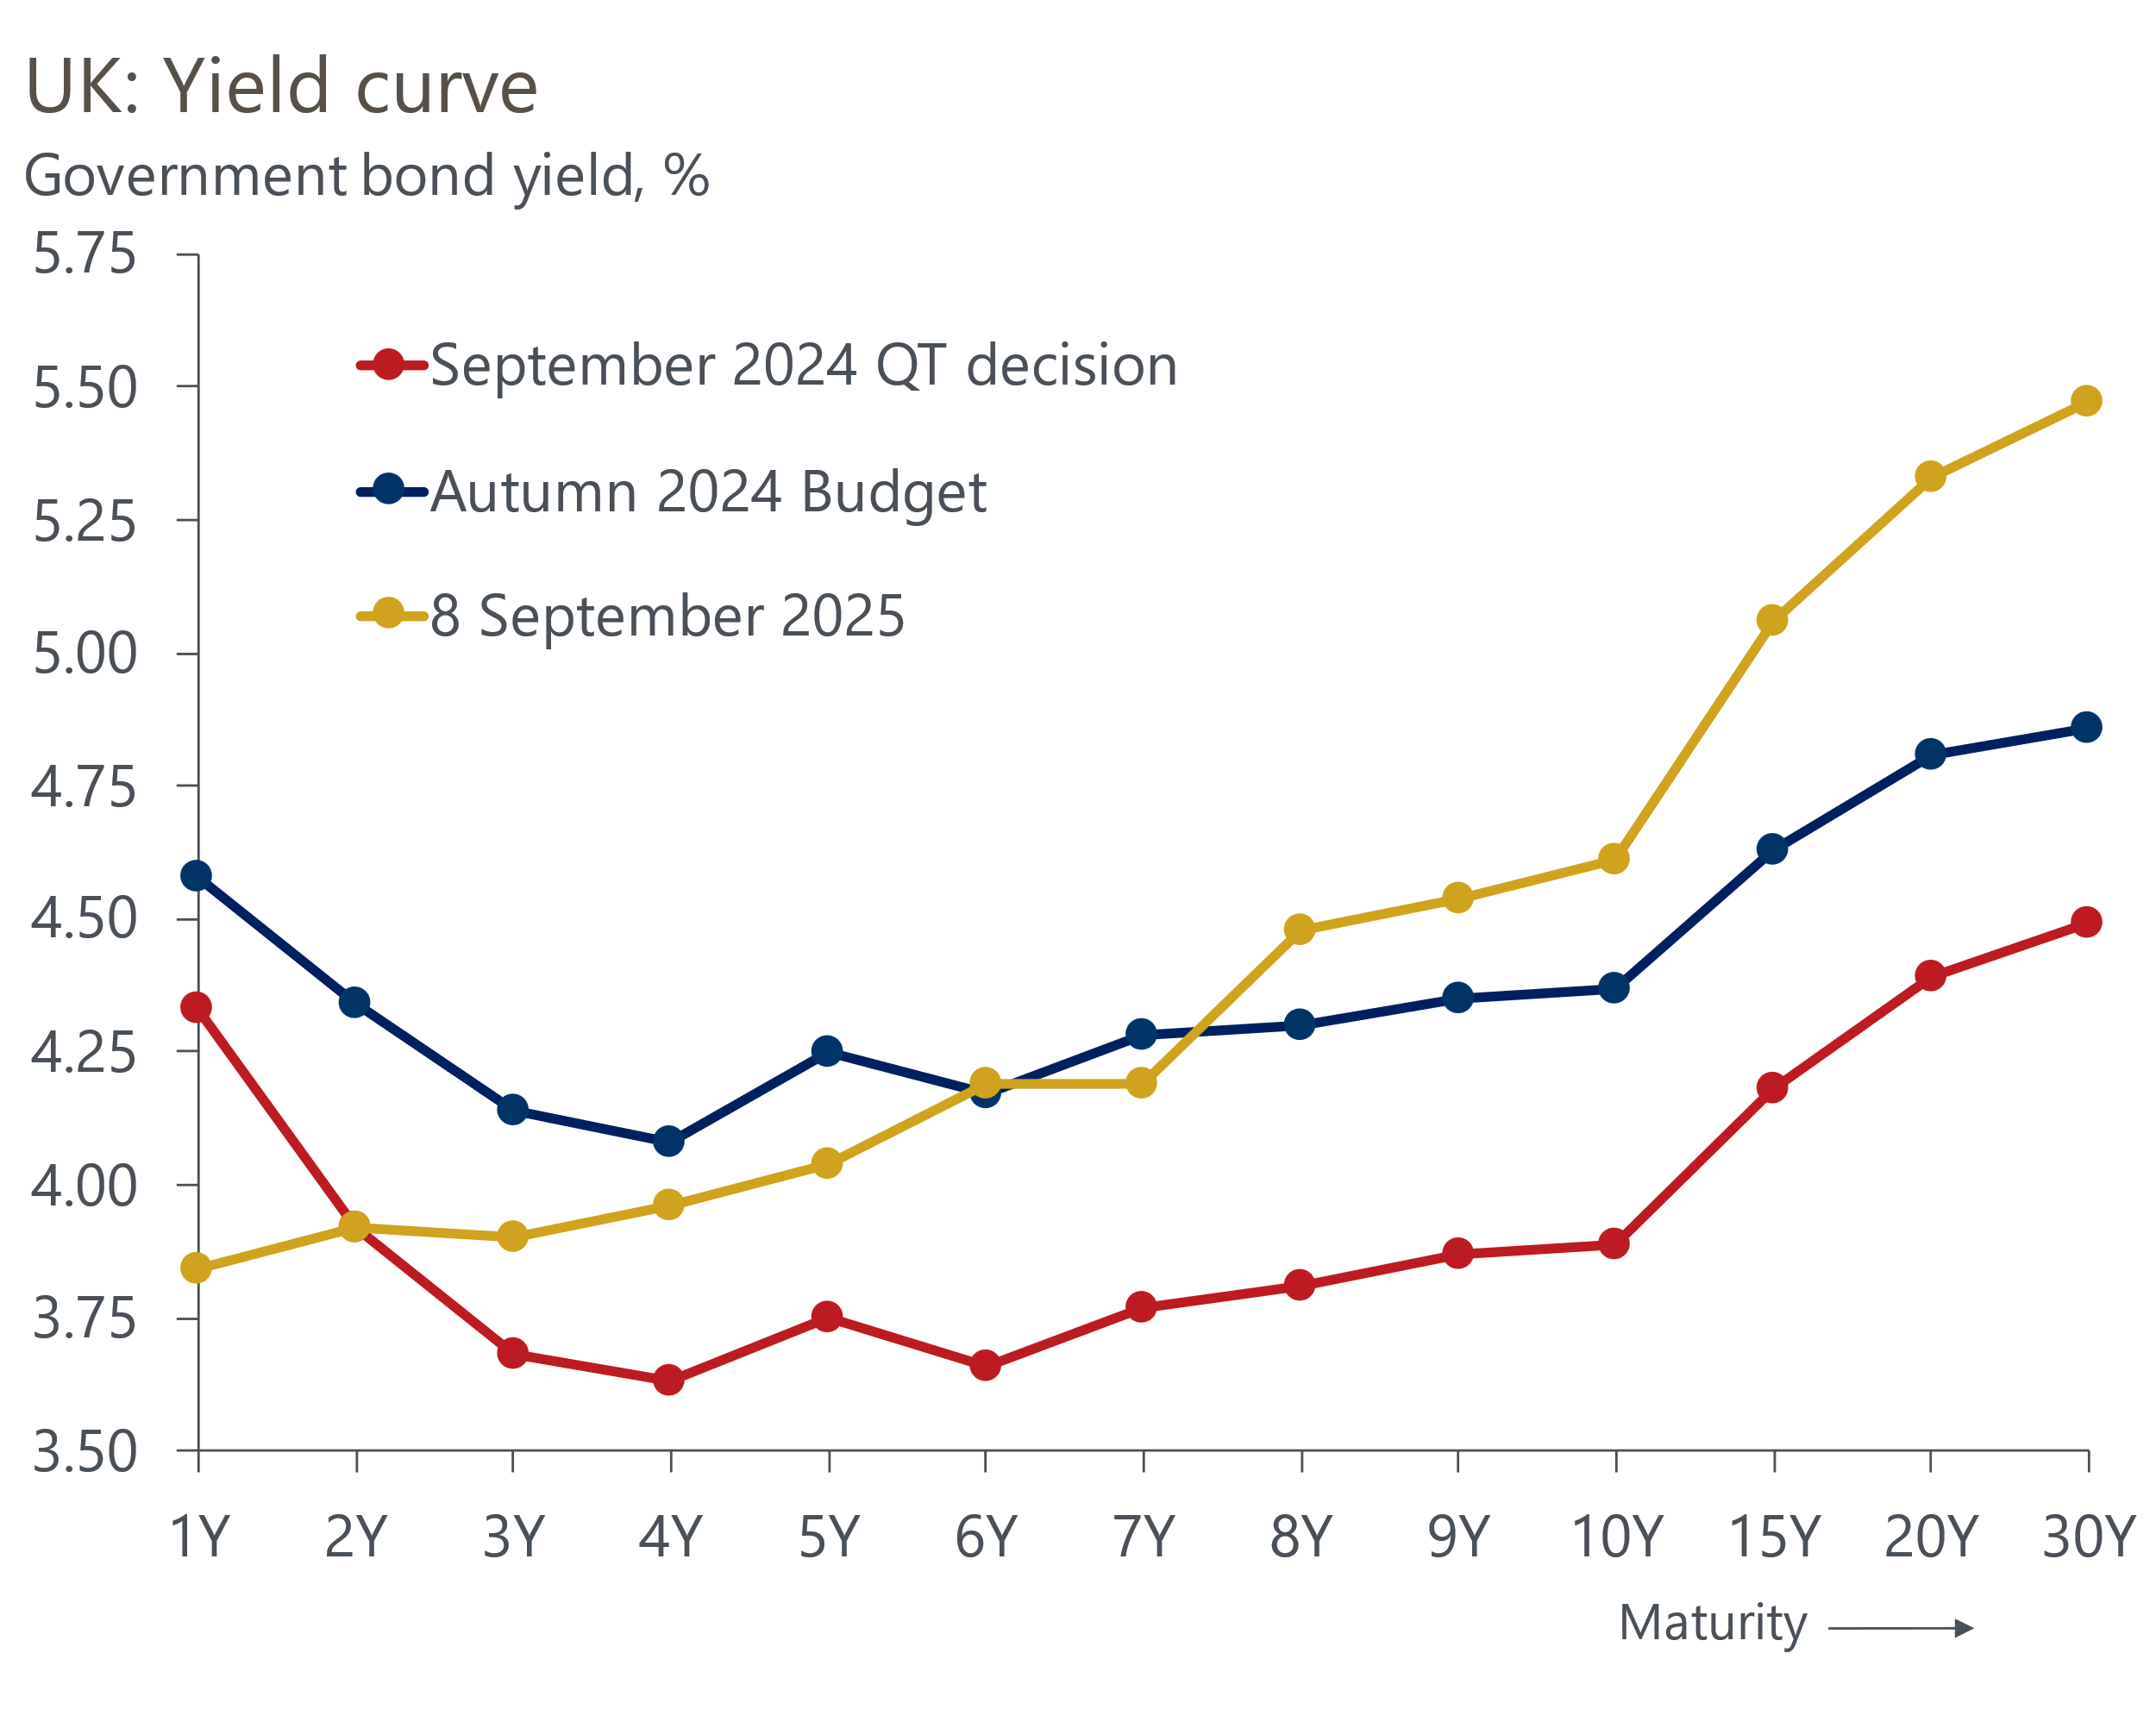 UK: Yield curve
Government bond yield, %
5.75
5.50
5.25
5.00
4.75
4.50
4.25
4.00
3.75
3.50
September 2024 QT decision
Autumn 2024 Budget
8 September 2025
1Y 2Y 3Y 4Y 5Y 6Y 7Y 8Y 9Y 10Y 15Y 20Y 30Y
Maturity